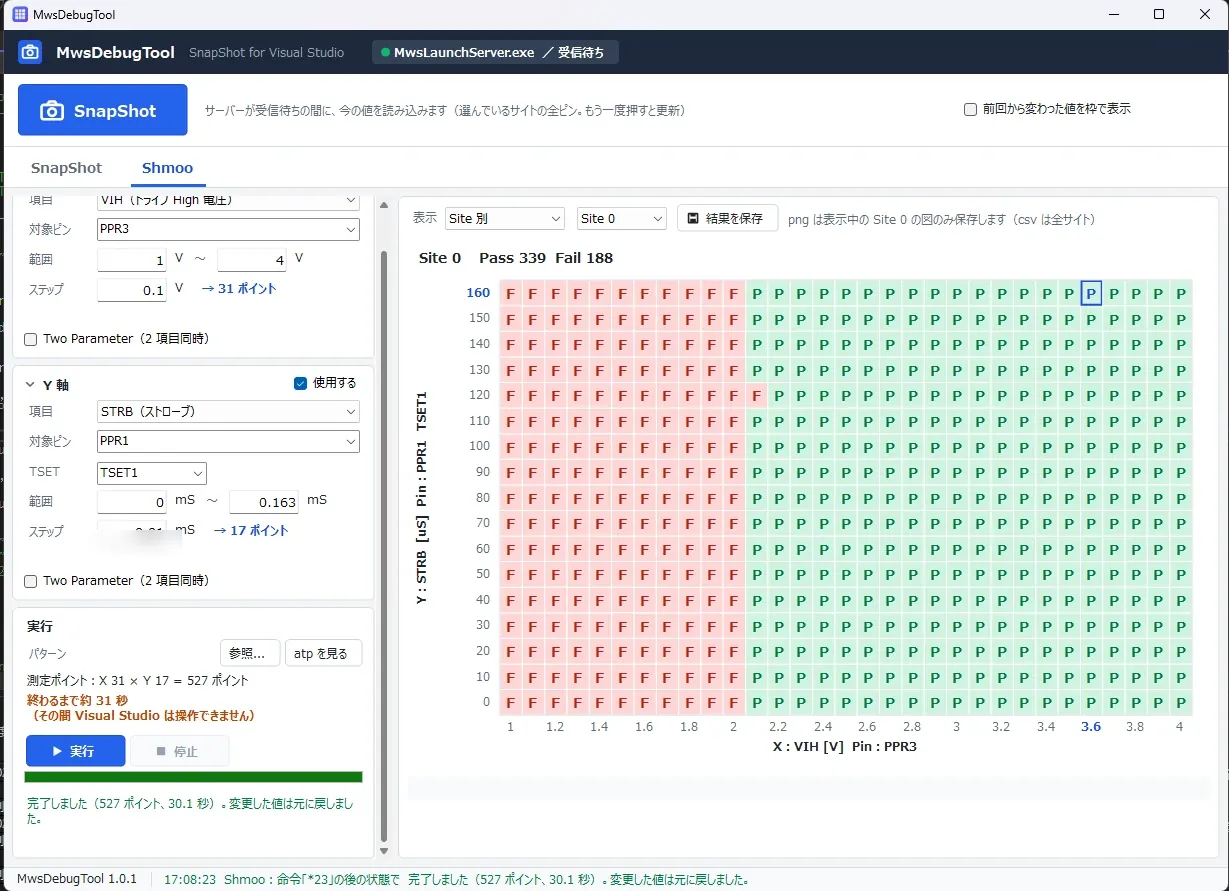 MwsDebugTool
MwsDebugTool SnapShot for Visual Studio MwsLaunchServer.exe ／ 受信待ち
SnapShot サーバーが受信待ちの間に、今の値を読み込みます（選んでいるサイトの全ピン。もう一度押すと更新） 前回から変わった値を枠で表示
SnapShot Shmoo
項目 VIH（ドライブ High 電圧）
対象ピン PPR3
範囲 1 V ～ 4 V
ステップ 0.1 V →31 ポイント
Two Parameter（2 項目同時）
Y 軸 使用する
項目 STRB（ストローブ）
対象ピン PPR1
TSET TSET1
範囲 0 mS ～ 0.163 mS
ステップ mS →17 ポイント
Two Parameter（2 項目同時）
実行
パターン 参照... atp を見る
測定ポイント：X 31 × Y 17 = 527 ポイント
終わるまで約 31 秒
（その間 Visual Studio は操作できません）
実行 停止
完了しました（527 ポイント、30.1 秒）。変更した値は元に戻しまし
た。
表示 Site 別 Site 0 結果を保存 png は表示中の Site 0 の図のみ保存します（csv は全サイト）
Site 0 Pass 339 Fail 188
Y : STRB [uS] Pin : PPR1 TSET1
160 F F F F F F F F F F F P P P P P P P P P P P P P P P P P P P P
150 F F F F F F F F F F F P P P P P P P P P P P P P P P P P P P P
140 F F F F F F F F F F F P P P P P P P P P P P P P P P P P P P P
130 F F F F F F F F F F F P P P P P P P P P P P P P P P P P P P P
120 F F F F F F F F F F F F P P P P P P P P P P P P P P P P P P P
110 F F F F F F F F F F F P P P P P P P P P P P P P P P P P P P P
100 F F F F F F F F F F F P P P P P P P P P P P P P P P P P P P P
90 F F F F F F F F F F F P P P P P P P P P P P P P P P P P P P P
80 F F F F F F F F F F F P P P P P P P P P P P P P P P P P P P P
70 F F F F F F F F F F F P P P P P P P P P P P P P P P P P P P P
60 F F F F F F F F F F F P P P P P P P P P P P P P P P P P P P P
50 F F F F F F F F F F F P P P P P P P P P P P P P P P P P P P P
40 F F F F F F F F F F F P P P P P P P P P P P P P P P P P P P P
30 F F F F F F F F F F F P P P P P P P P P P P P P P P P P P P P
20 F F F F F F F F F F F P P P P P P P P P P P P P P P P P P P P
10 F F F F F F F F F F F P P P P P P P P P P P P P P P P P P P P
0 F F F F F F F F F F F P P P P P P P P P P P P P P P P P P P P
1 1.2 1.4 1.6 1.8 2 2.2 2.4 2.6 2.8 3 3.2 3.4 3.6 3.8 4
X : VIH [V] Pin : PPR3
MwsDebugTool 1.0.1 17:08:23 Shmoo：命令「*23」の後の状態で 完了しました（527 ポイント、30.1 秒）。変更した値は元に戻しました。